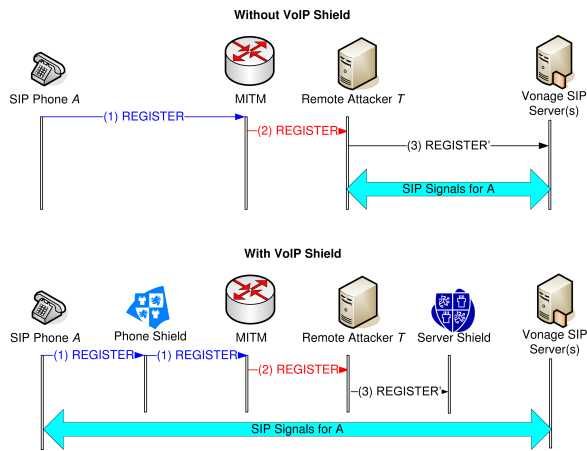 Without VoIP Shield
SIP Phone A
MITM
Remote Attacker T
Vonage SIP
Server(s)
(1) REGISTER
(2) REGISTER
(3) REGISTER'
SIP Signals for A
With VoIP Shield
SIP Phone A
Phone Shield
MITM
Remote Attacker T
Server Shield
Vonage SIP
Server(s)
(1) REGISTER
(1) REGISTER
(2) REGISTER
(3) REGISTER'
SIP Signals for A